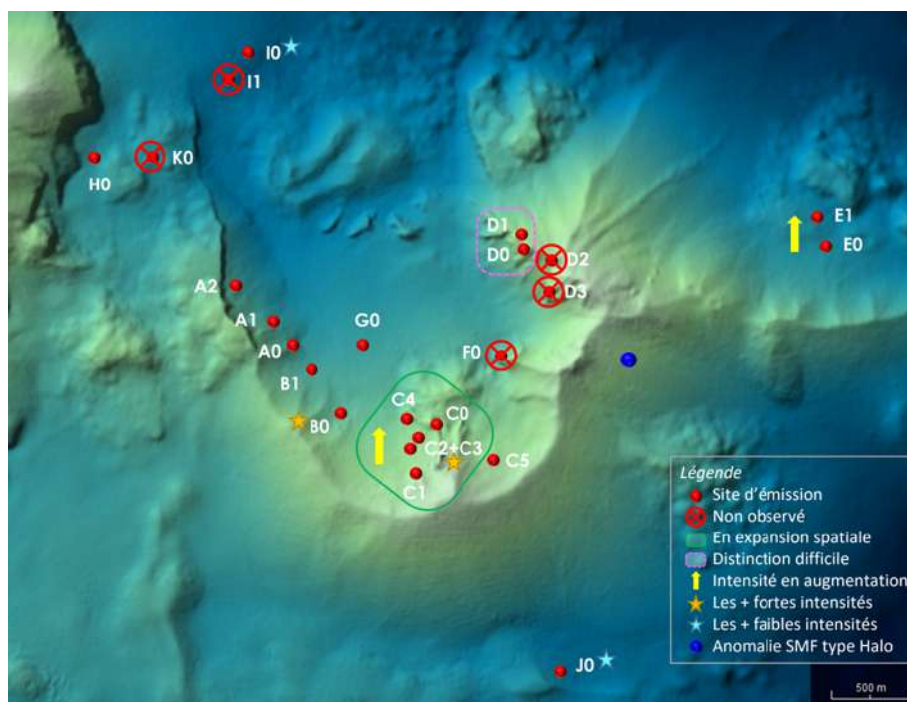 I0
I1
K0
H0
D1
D0
D2
E1
E0
A2
D3
A1
G0
A0
F0
B1
C4
C0
B0
C2+C3
C5
C1
Légende
Site d'émission
Non observé
En expansion spatiale
Distinction difficile
Intensité en augmentation
Les + fortes intensités
Les + faibles intensités
Anomalie SMF type Halo
J0
500 m